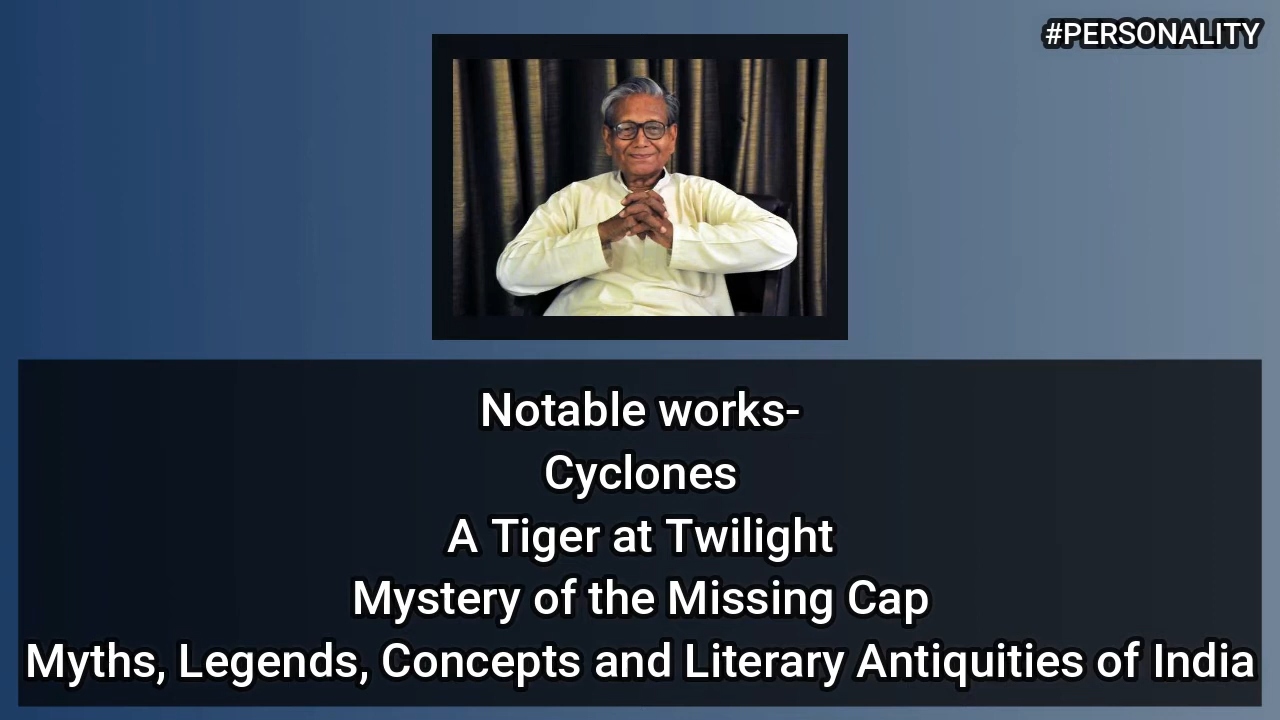 #PERSONALITY
Notable works-
Cyclones
A Tiger at Twilight
Mystery of the Missing Cap
Myths, Legends, Concepts and Literary Antiquities of India